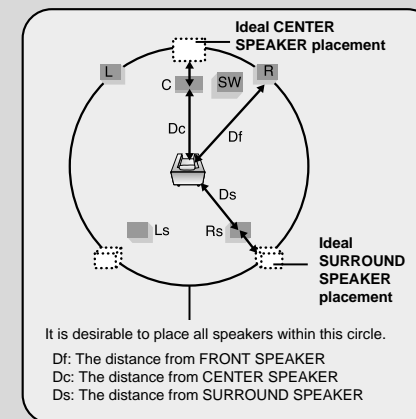 Ideal CENTER
SPEAKER placement
L
R
C
SW
Dc
Df
Ds
Ls
Rs
Ideal
SURROUND
SPEAKER
placement
It is desirable to place all speakers within this circle.
Df: The distance from FRONT SPEAKER
Dc: The distance from CENTER SPEAKER
Ds: The distance from SURROUND SPEAKER